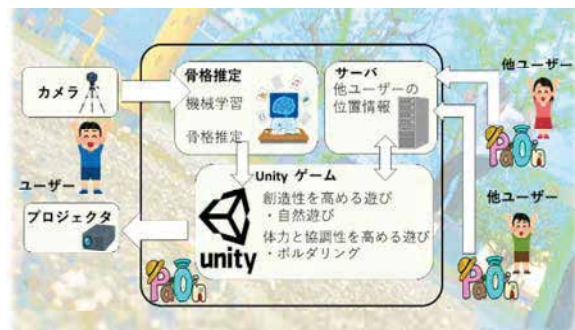 カメラ
ユーザー
プロジェクタ
骨格推定
機械学習
骨格推定
サーバ
他ユーザーの
位置情報
Unity ゲーム
創造性を高める遊び
・自然遊び
体力と協調性を高める遊び
・ボルダリング
unity
PaOn
他ユーザー
PaOn
他ユーザー
PaOn